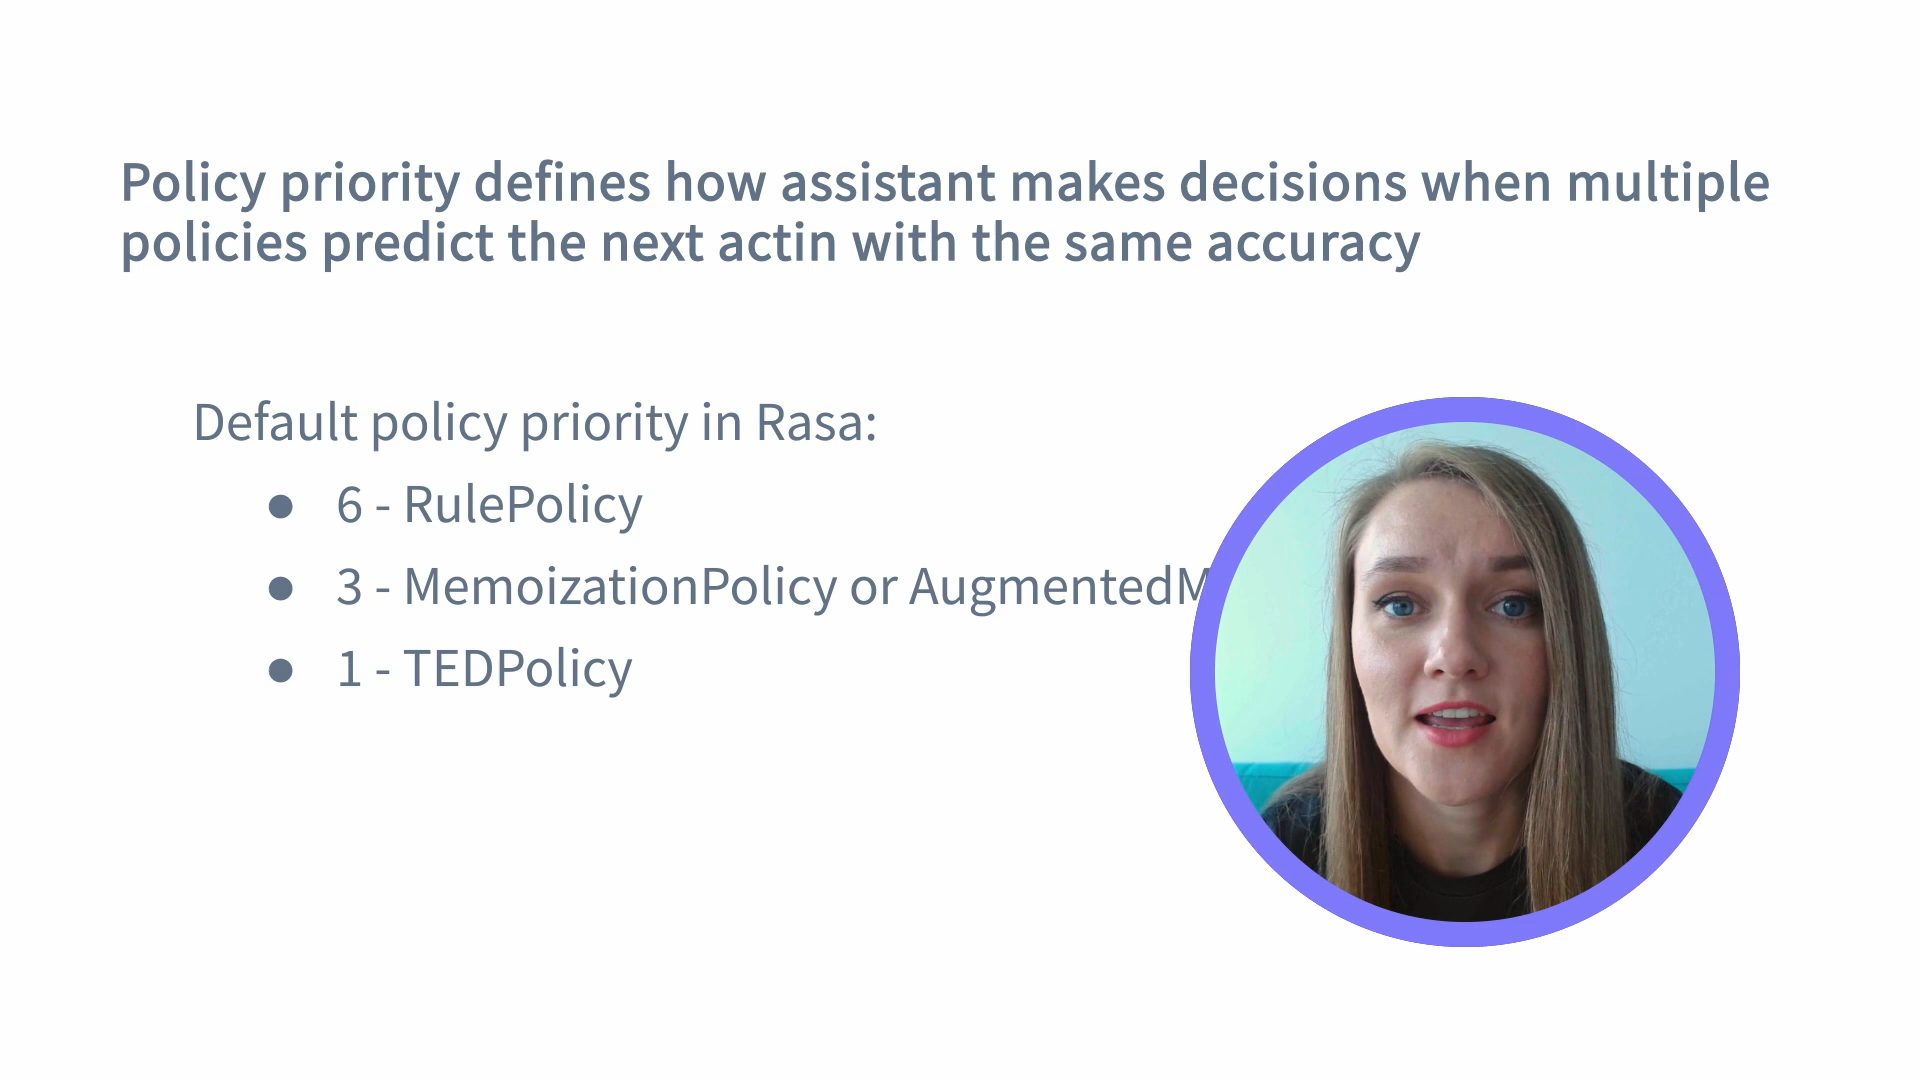 Policy priority defines how assistant makes decisions when multiple
policies predict the next actin with the same accuracy
Default policy priority in Rasa:
● 6 - RulePolicy
● 3 - MemoizationPolicy or AugmentedM
● 1 - TEDPolicy